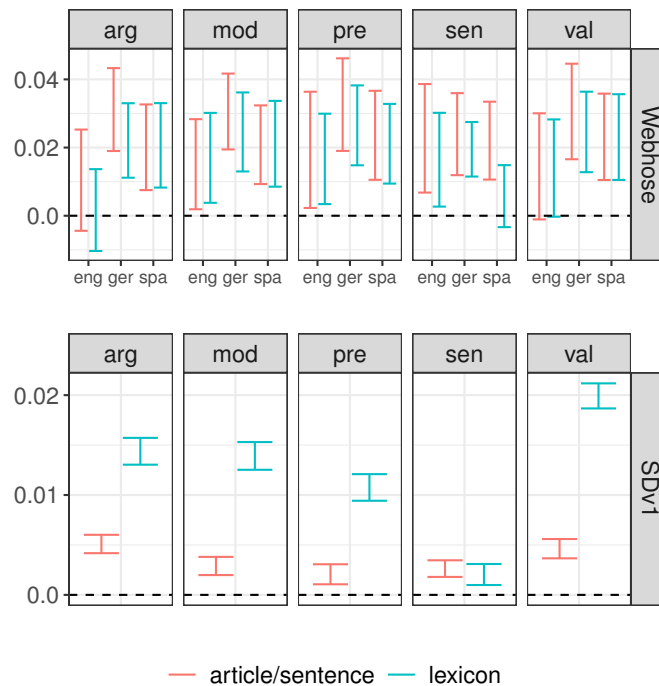 arg mod pre sen val
0.04
0.02
0.0
Webhose
eng ger spa eng ger spa eng ger spa eng ger spa eng ger spa
arg mod pre sen val
0.02
0.01
0.0
SDv1
article/sentence lexicon